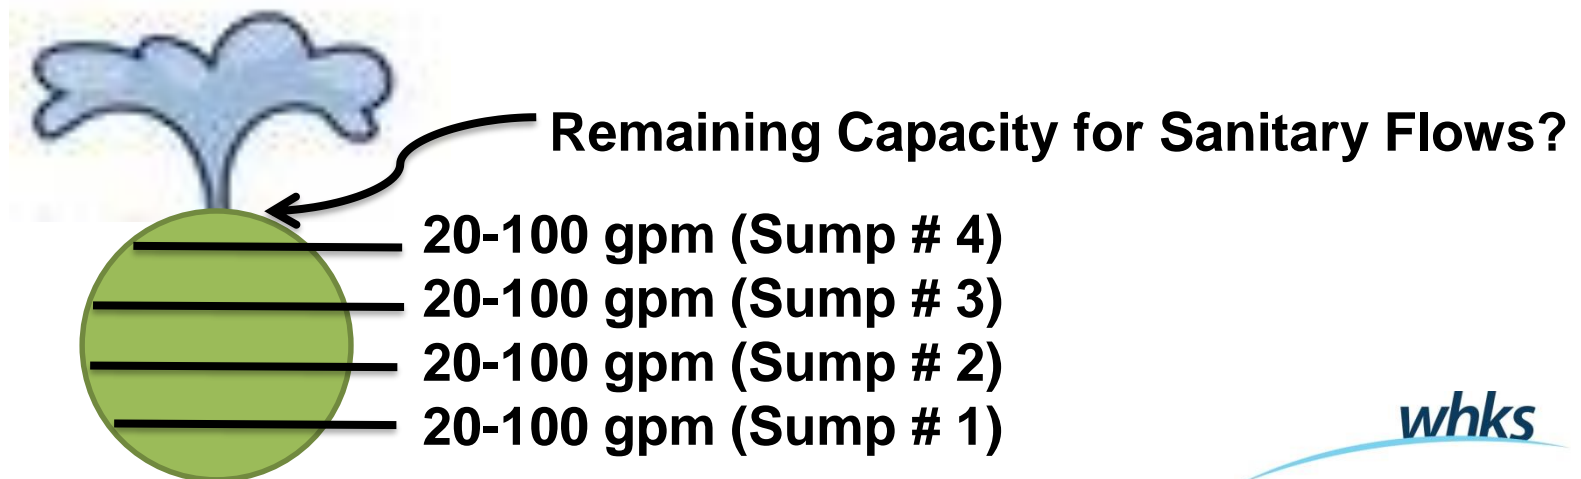 Remaining Capacity for Sanitary Flows?
20-100 gpm (Sump # 4)
20-100 gpm (Sump # 3)
20-100 gpm (Sump # 2)
20-100 gpm (Sump # 1)
whks